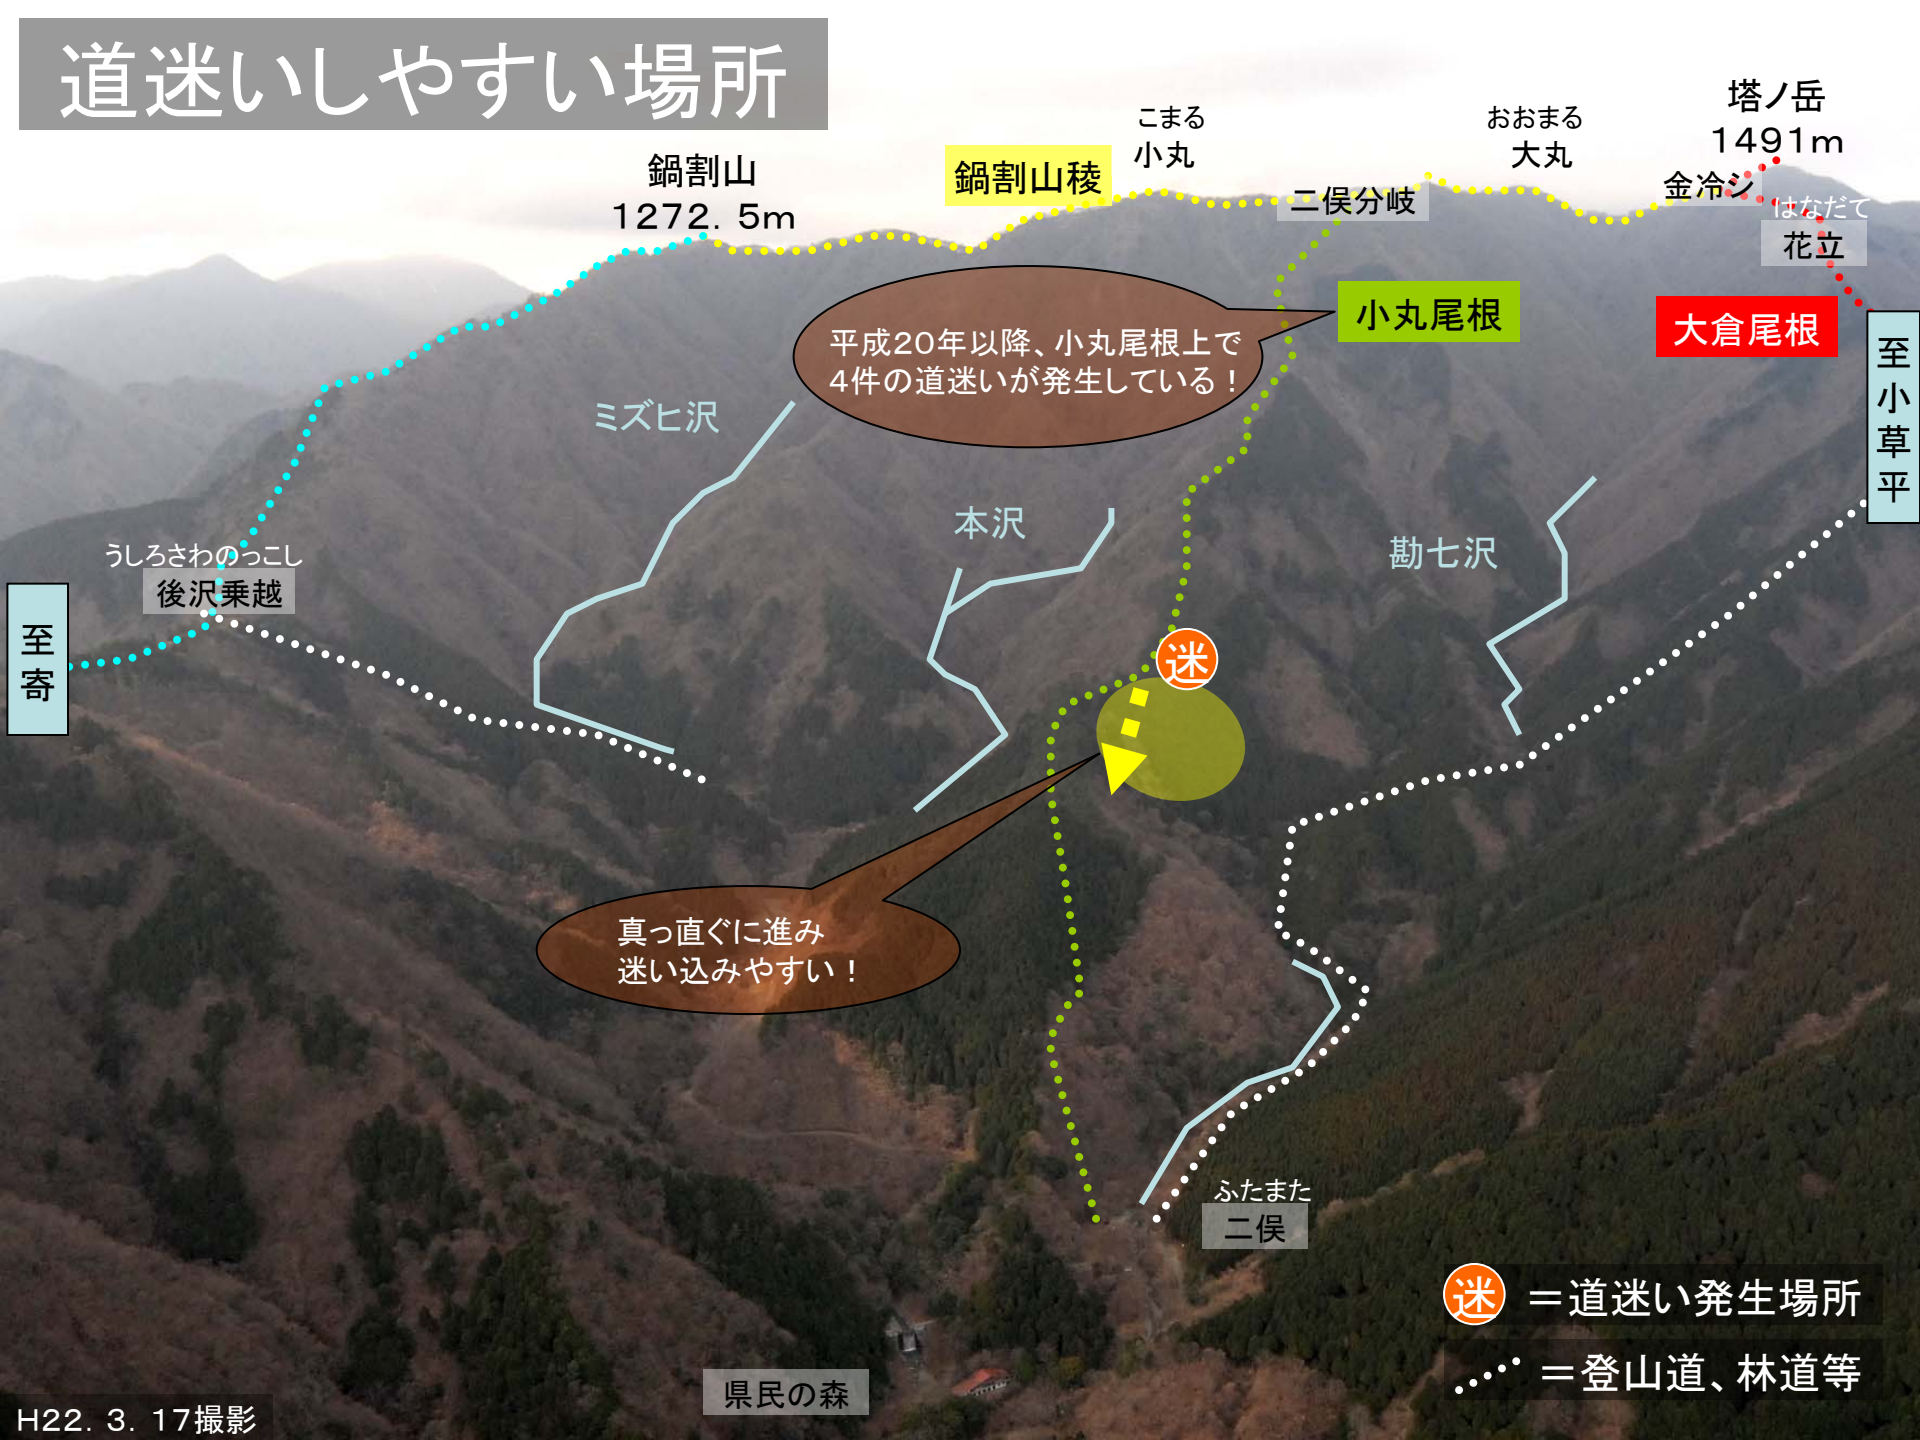 道迷いしやすい場所
塔ノ岳
1491m
こまる
小丸
おおまる
大丸
鍋割山
1272.5m
鍋割山稜
二俣分岐
金冷シ
はなだて
花立
小丸尾根
大倉尾根
平成20年以降、小丸尾根上で
4件の道迷いが発生している！
至小草平
ミズヒ沢
本沢
勘七沢
うしろさわのっこし
後沢乗越
至寄
迷
真っ直ぐに進み
迷い込みやすい！
ふたまた
二俣
迷 ＝道迷い発生場所
＝登山道、林道等
県民の森
H22.3.17撮影